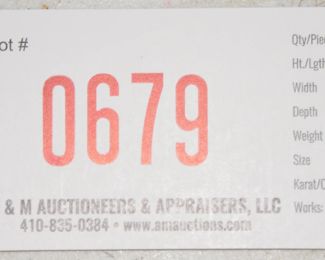 ot #
0679
& M AUCTIONEERS & APPRAISERS, LLC
410-835-0384 • www.amauctions.com
Qty/Pie
Ht./Lgth
Width
Depth
Weight
Size
Karat/C
Works: